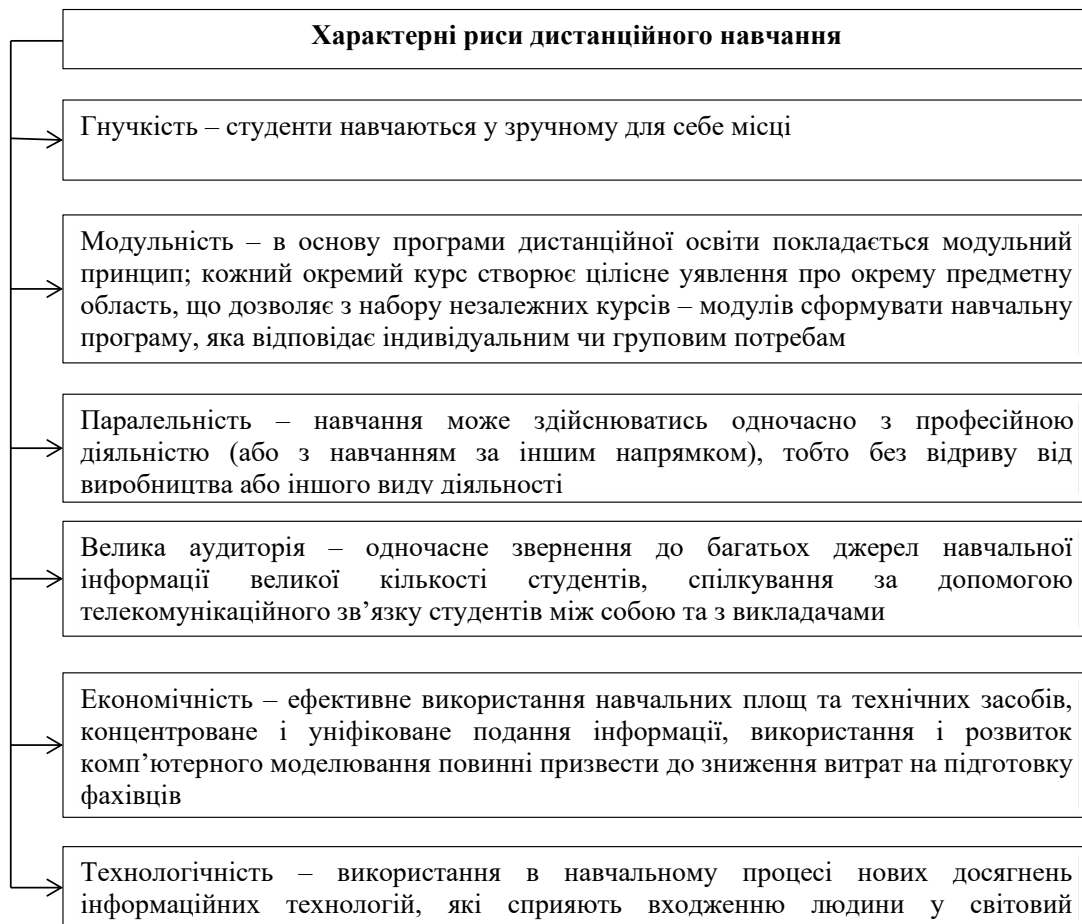 Характерні риси дистанційного навчання
Гнучкість – студенти навчаються у зручному для себе місці
Модульність – в основу програми дистанційної освіти покладається модульний
принцип; кожний окремий курс створює цілісне уявлення про окрему предметну
область, що дозволяє з набору незалежних курсів – модулів сформувати навчальну
програму, яка відповідає індивідуальним чи груповим потребам
Паралельність – навчання може здійснюватись одночасно з професійною
діяльністю (або з навчанням за іншим напрямком), тобто без відриву від
виробництва або іншого виду діяльності
Велика аудиторія – одночасне звернення до багатьох джерел навчальної
інформації великої кількості студентів, спілкування за допомогою
телекомунікаційного зв’язку студентів між собою та з викладачами
Економічність – ефективне використання навчальних площ та технічних засобів,
концентроване і уніфіковане подання інформації, використання і розвиток
комп’ютерного моделювання повинні призвести до зниження витрат на підготовку
фахівців
Технологічність – використання в навчальному процесі нових досягнень
інформаційних технологій, які сприяють входженню людини у світовий